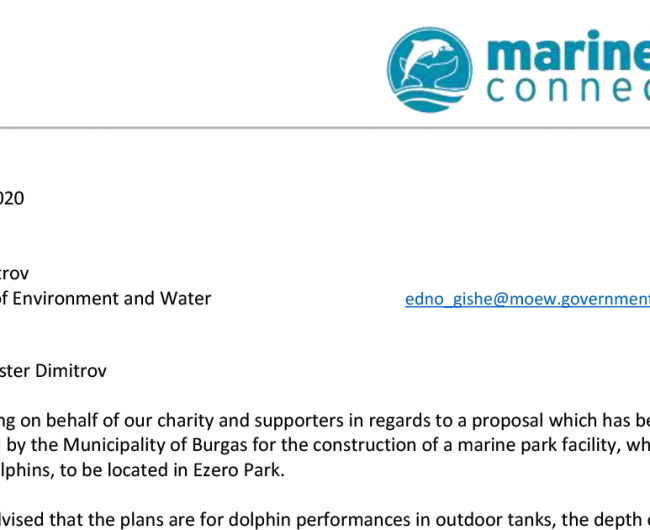 marine
connec
020
trov
of Environment and Water edno_gishe@moew.government
ster Dimitrov
ng on behalf of our charity and supporters in regards to a proposal which has be
by the Municipality of Burgas for the construction of a marine park facility, wh
lphins, to be located in Ezero Park.
vised that the plans are for dolphin performances in outdoor tanks, the depth